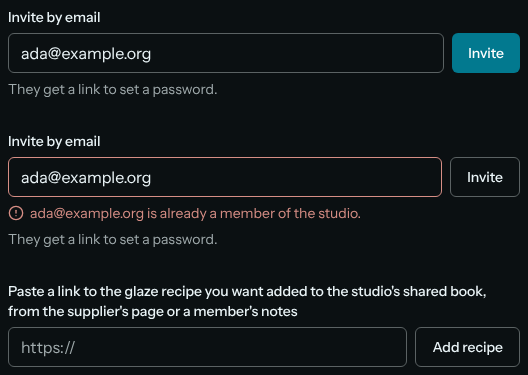 Invite by email
ada@example.org
Invite
They get a link to set a password.
Invite by email
ada@example.org
Invite
ada@example.org is already a member of the studio.
They get a link to set a password.
Paste a link to the glaze recipe you want added to the studio's shared book,
from the supplier's page or a member's notes
https://
Add recipe